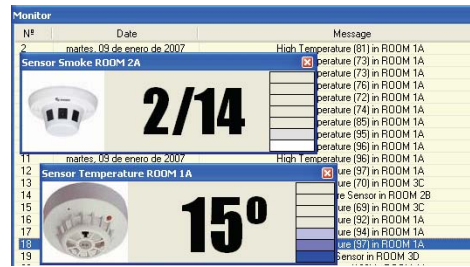 Monitor
Nº Date Message
2 martes, 09 de enero de 2007 High Temperature (81) in ROOM 1A
Sensor Smoke ROOM 2A perature (73) in ROOM 1A
perature (73) in ROOM 1A
perature (76) in ROOM 1A
perature (72) in ROOM 1A
2/14 perature (74) in ROOM 1A
perature (85) in ROOM 1A
perature (95) in ROOM 1A
perature (96) in ROOM 1A
11 martes, 09 de enero de 2007 High Temperature (96) in ROOM 1A
12 Sensor Temperature ROOM 1A ure (97) in ROOM 1A
13 ure (70) in ROOM 3C
14 re Sensor in ROOM 2B
15 15º ure (69) in ROOM 3C
16 ure (92) in ROOM 1A
17 ure (94) in ROOM 1A
18 ure (97) in ROOM 1A
19 Sensor in ROOM 3D